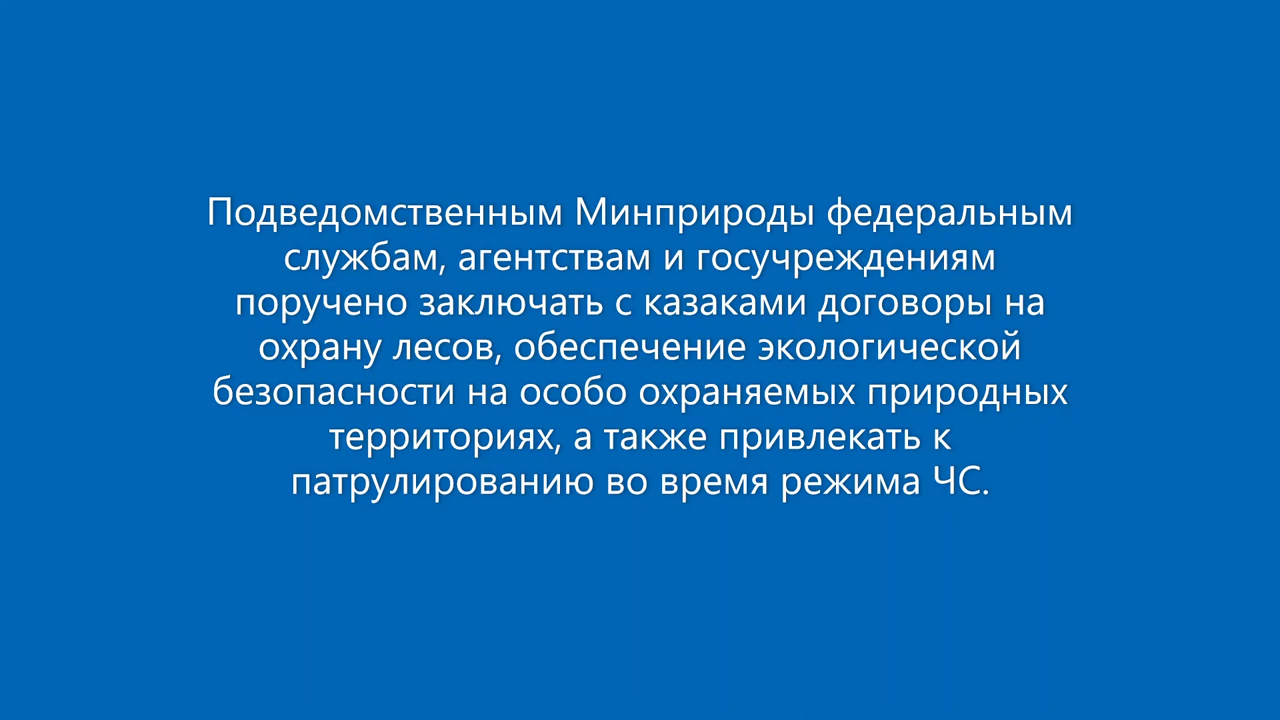 Подведомственным Минприроды федеральным
службам, агентствам и госучреждениям
поручено заключать с казаками договоры на
охрану лесов, обеспечение экологической
безопасности на особо охраняемых природных
территориях, а также привлекать к
патрулированию во время режима ЧС.